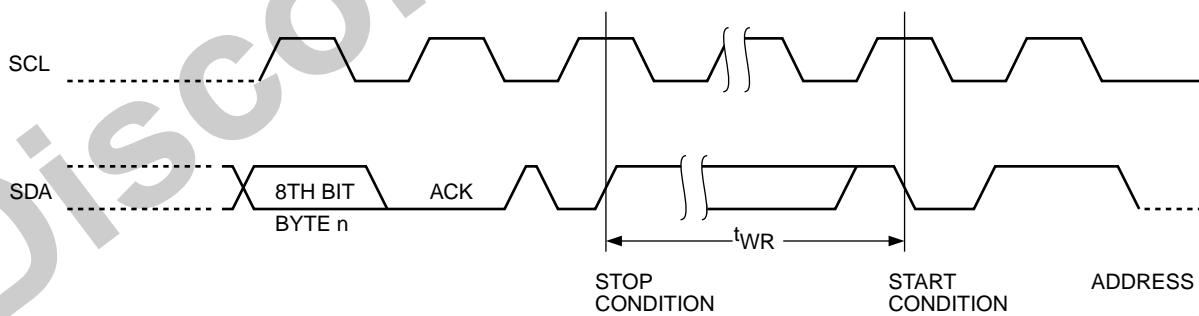 SCL
SDA
8TH BIT
ACK
BYTE n
tWR
STOP
CONDITION
START
CONDITION
ADDRESS